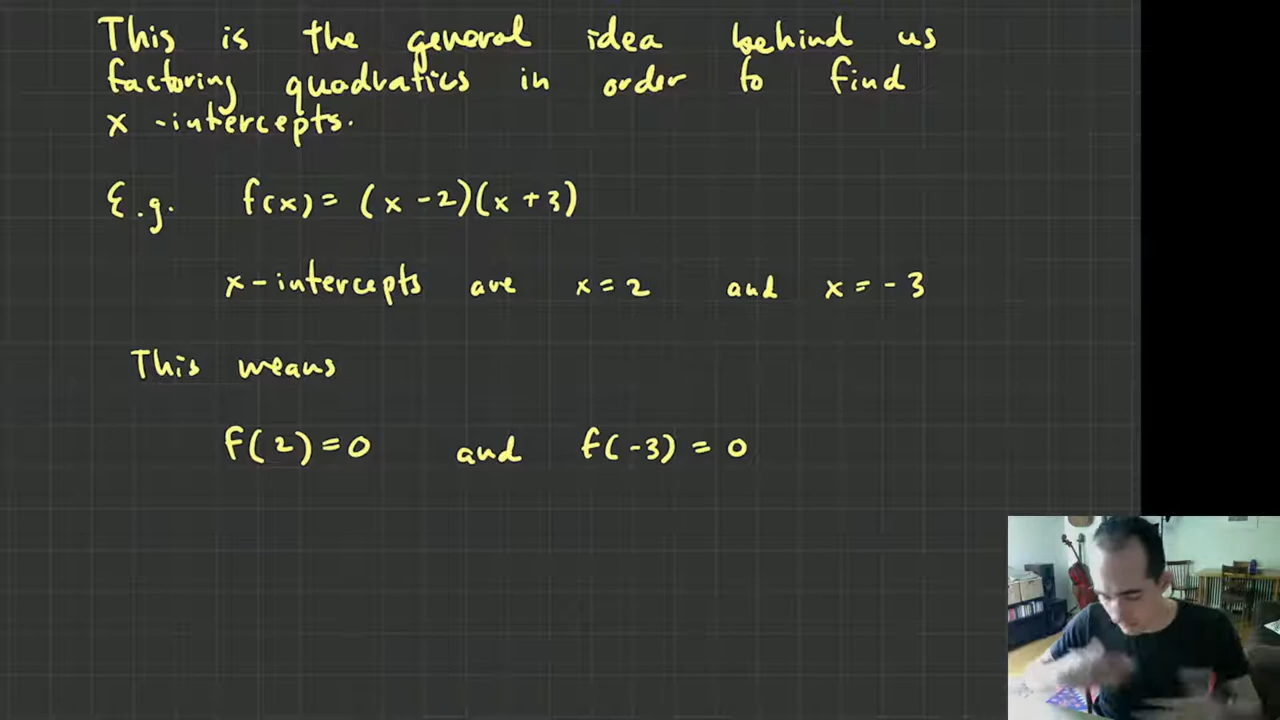 This is the general idea behind us
factoring quadratics in order to find
x-intercepts.
E.g. f(x) = (x - 2)(x + 3)
x-intercepts are x = 2 and x = -3
This means
f(2) = 0 and f(-3) = 0